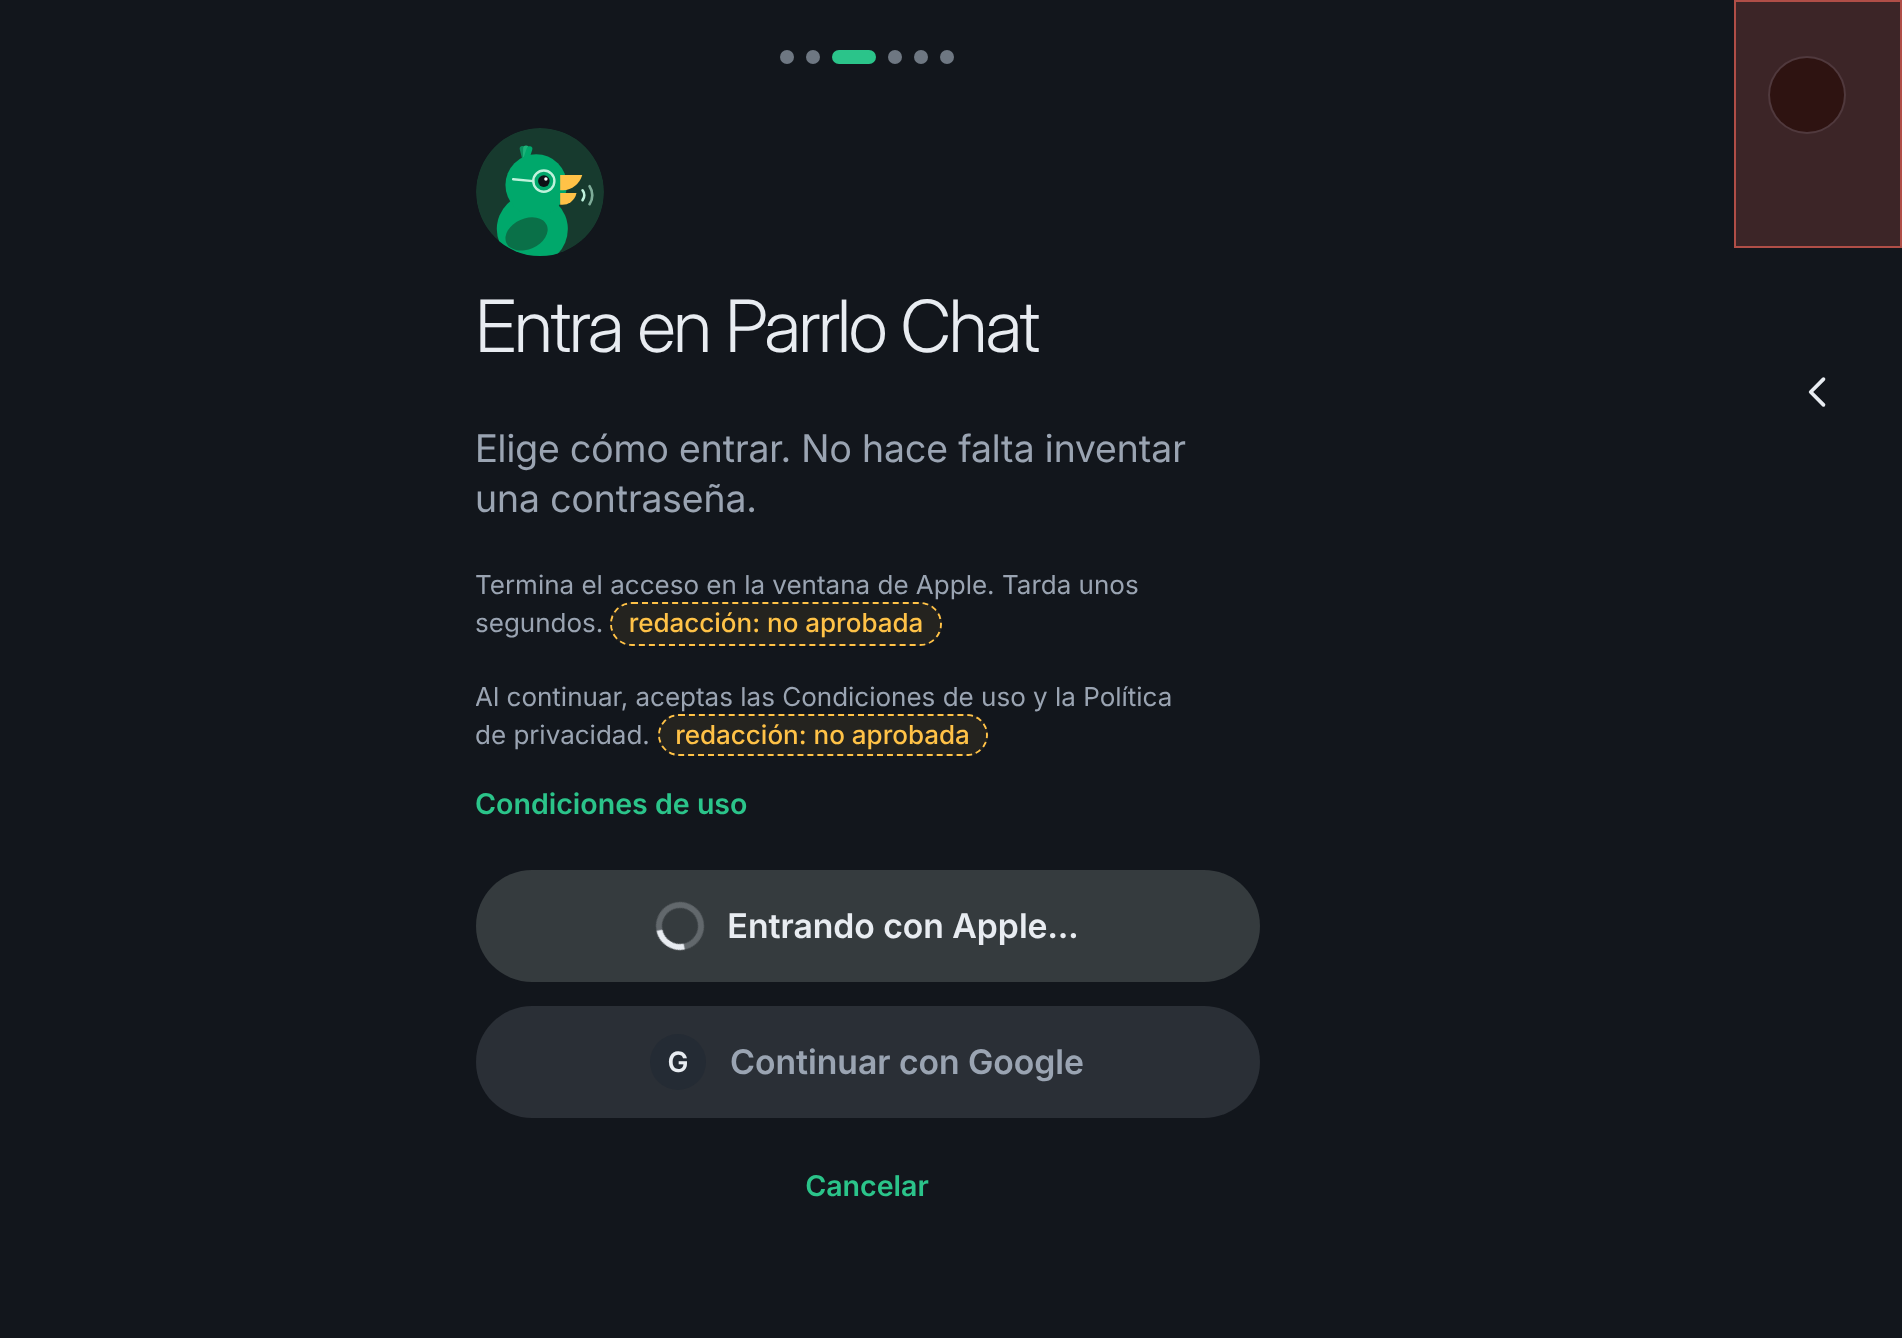 Entra en Parrlo Chat
Elige cómo entrar. No hace falta inventar
una contraseña.
Termina el acceso en la ventana de Apple. Tarda unos
segundos. redacción: no aprobada
Al continuar, aceptas las Condiciones de uso y la Política
de privacidad. redacción: no aprobada
Condiciones de uso
Entrando con Apple...
G Continuar con Google
Cancelar